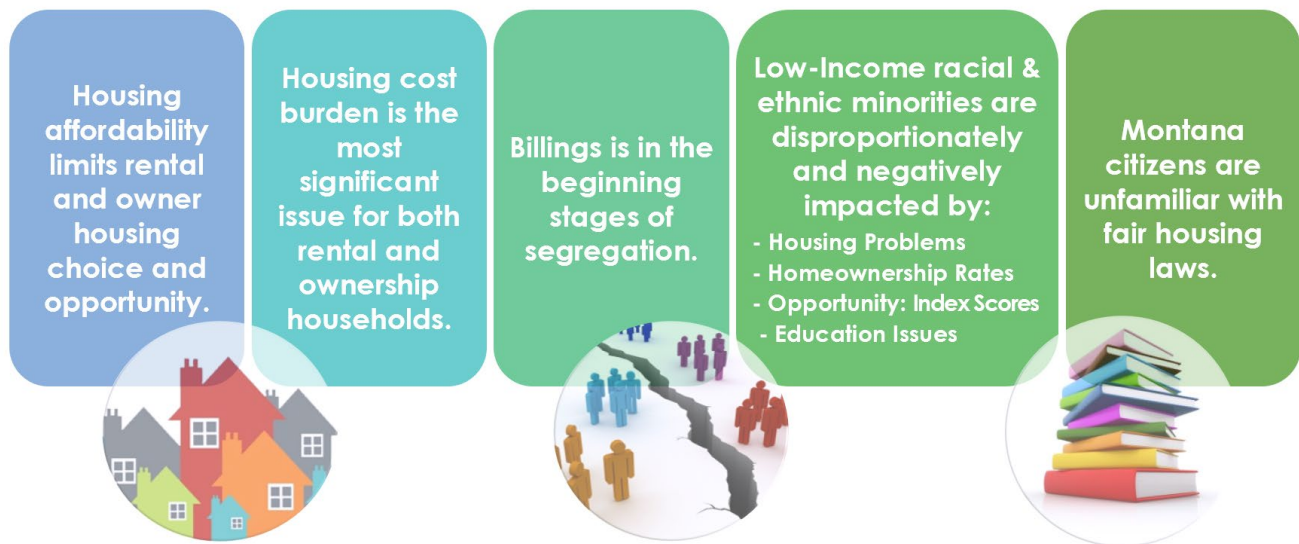 Housing
affordability
limits rental
and owner
housing
choice and
opportunity.
Housing cost
burden is the
most
significant
issue for both
rental and
ownership
households.
Billings is in the
beginning
stages of
segregation.
Low-Income racial &
ethnic minorities are
disproportionately
and negatively
impacted by:
- Housing Problems
- Homeownership Rates
- Opportunity: Index Scores
- Education Issues
Montana
citizens are
unfamiliar with
fair housing
laws.